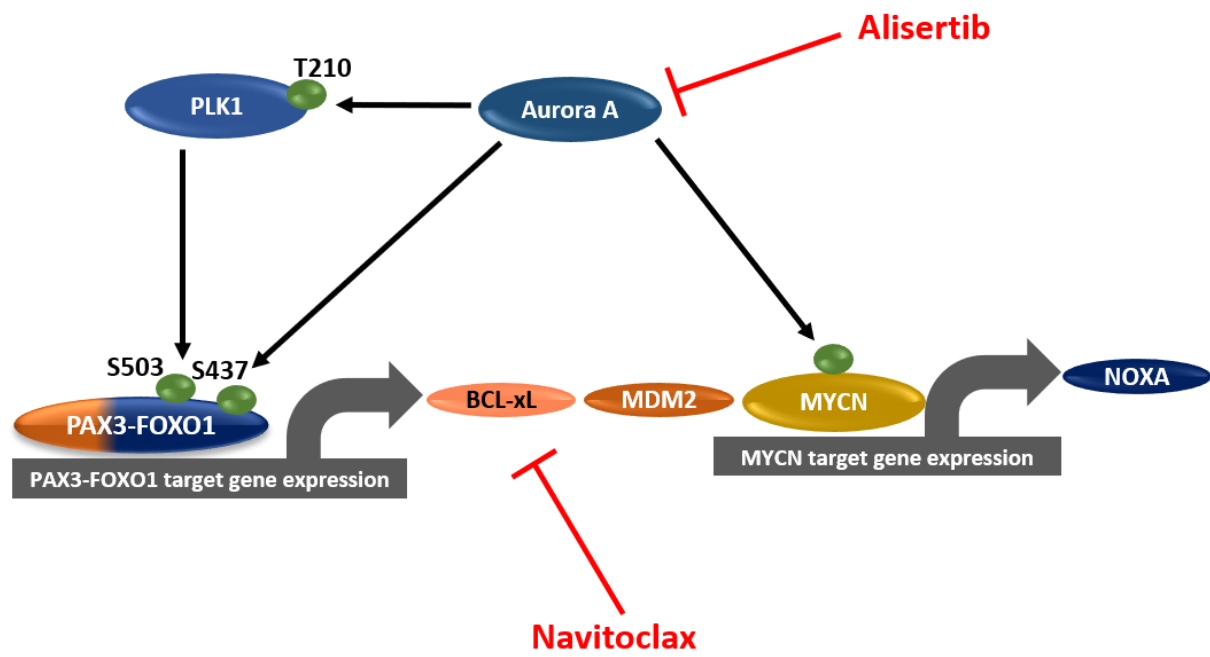 Alisertib
T210
PLK1
Aurora A
S503
S437
PAX3-FOXO1
BCL-xL
MDM2
MYCN
NOXA
PAX3-FOXO1 target gene expression
MYCN target gene expression
Navitoclax